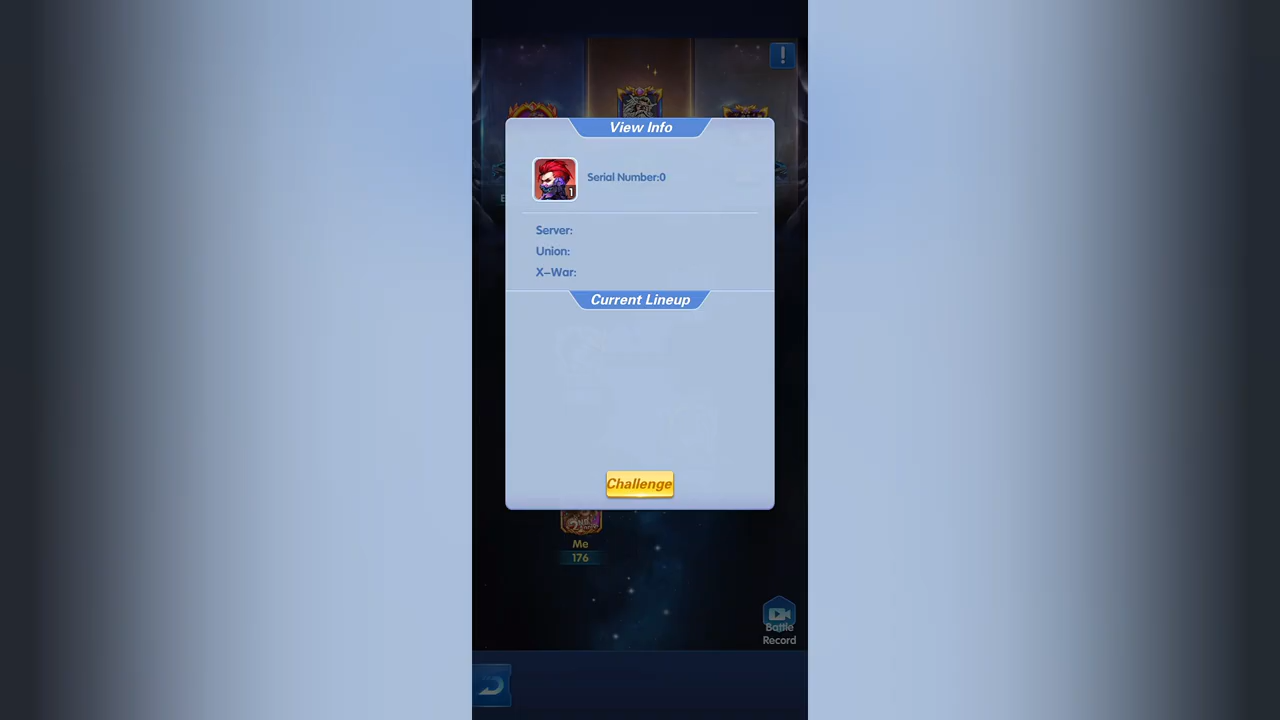 View Info
1
Serial Number:0
Server:
Union:
X-War:
Current Lineup
Challenge
Me
176
Battle
Record